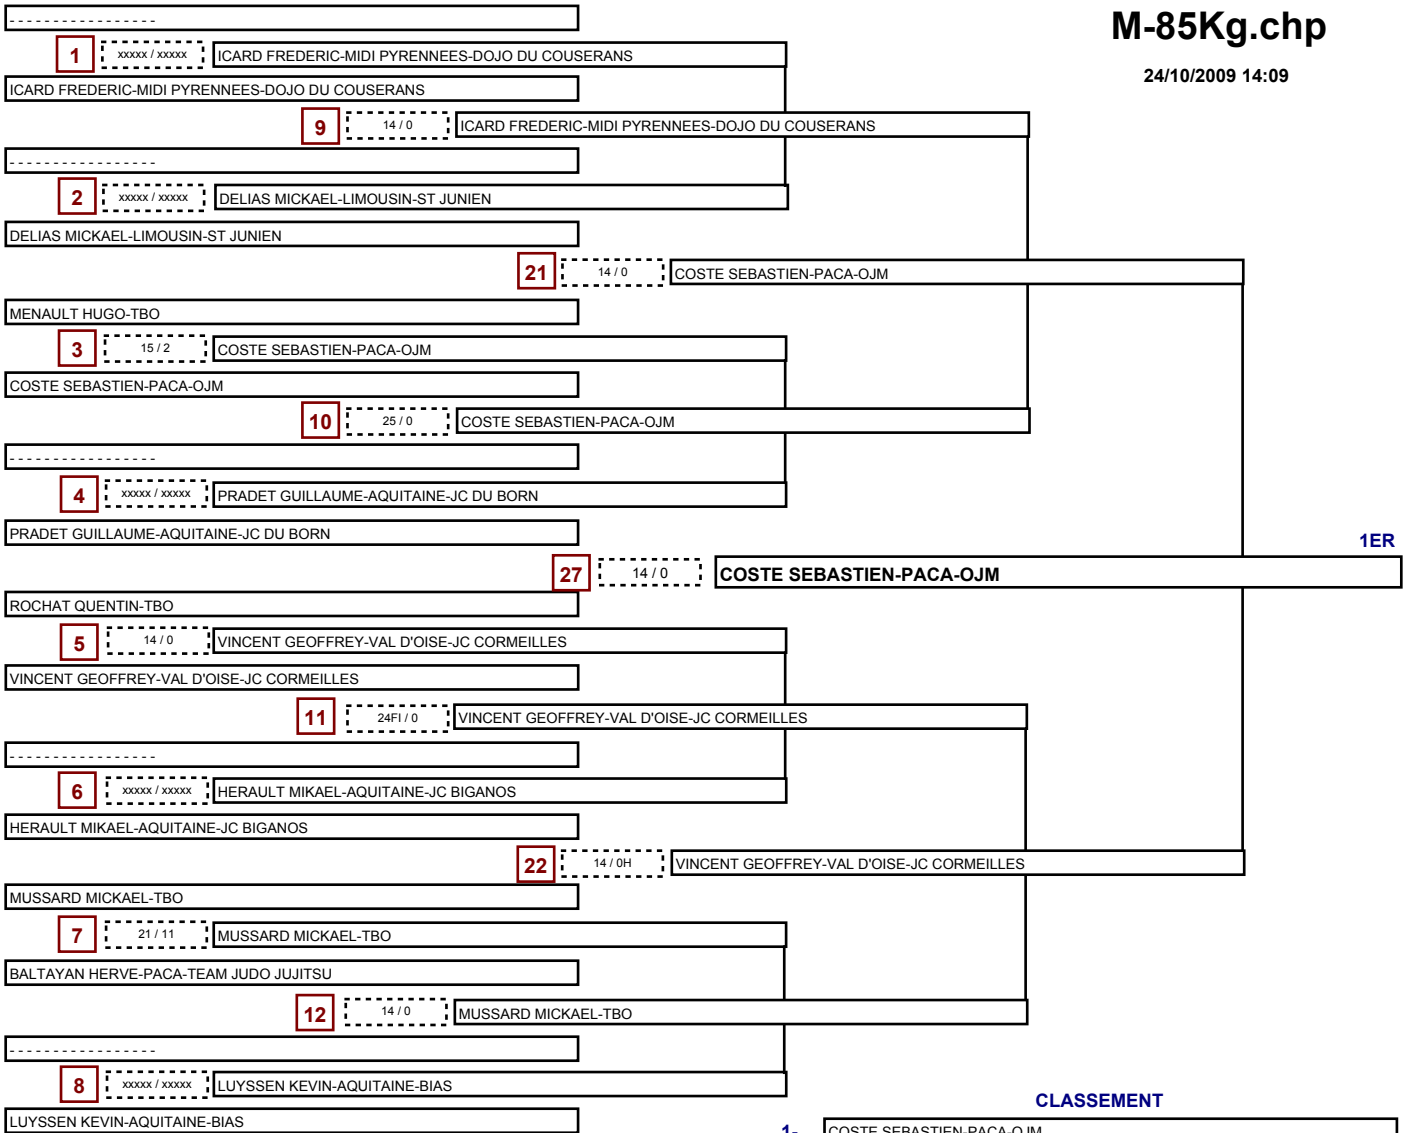 M-85Kg.chp
24/10/2009 14:09
- - - - - - - - - - - - - - - - -
1 xxxxx / xxxxx ICARD FREDERIC-MIDI PYRENNEES-DOJO DU COUSERANS
ICARD FREDERIC-MIDI PYRENNEES-DOJO DU COUSERANS
9 14 / 0 ICARD FREDERIC-MIDI PYRENNEES-DOJO DU COUSERANS
- - - - - - - - - - - - - - - - -
2 xxxxx / xxxxx DELIAS MICKAEL-LIMOUSIN-ST JUNIEN
DELIAS MICKAEL-LIMOUSIN-ST JUNIEN
21 14 / 0 COSTE SEBASTIEN-PACA-OJM
MENAULT HUGO-TBO
3 15 / 2 COSTE SEBASTIEN-PACA-OJM
COSTE SEBASTIEN-PACA-OJM
10 25 / 0 COSTE SEBASTIEN-PACA-OJM
- - - - - - - - - - - - - - - - -
4 xxxxx / xxxxx PRADET GUILLAUME-AQUITAINE-JC DU BORN
PRADET GUILLAUME-AQUITAINE-JC DU BORN
1ER
27 14 / 0 COSTE SEBASTIEN-PACA-OJM
ROCHAT QUENTIN-TBO
5 14 / 0 VINCENT GEOFFREY-VAL D'OISE-JC CORMEILLES
VINCENT GEOFFREY-VAL D'OISE-JC CORMEILLES
11 24FI / 0 VINCENT GEOFFREY-VAL D'OISE-JC CORMEILLES
- - - - - - - - - - - - - - - - -
6 xxxxx / xxxxx HERAULT MIKAEL-AQUITAINE-JC BIGANOS
HERAULT MIKAEL-AQUITAINE-JC BIGANOS
22 14 / 0H VINCENT GEOFFREY-VAL D'OISE-JC CORMEILLES
MUSSARD MICKAEL-TBO
7 21 / 11 MUSSARD MICKAEL-TBO
BALTAYAN HERVE-PACA-TEAM JUDO JUJITSU
12 14 / 0 MUSSARD MICKAEL-TBO
- - - - - - - - - - - - - - - - -
8 xxxxx / xxxxx LUYSSEN KEVIN-AQUITAINE-BIAS
CLASSEMENT
LUYSSEN KEVIN-AQUITAINE-BIAS
1- COSTE SEBASTIEN-PACA-OJM